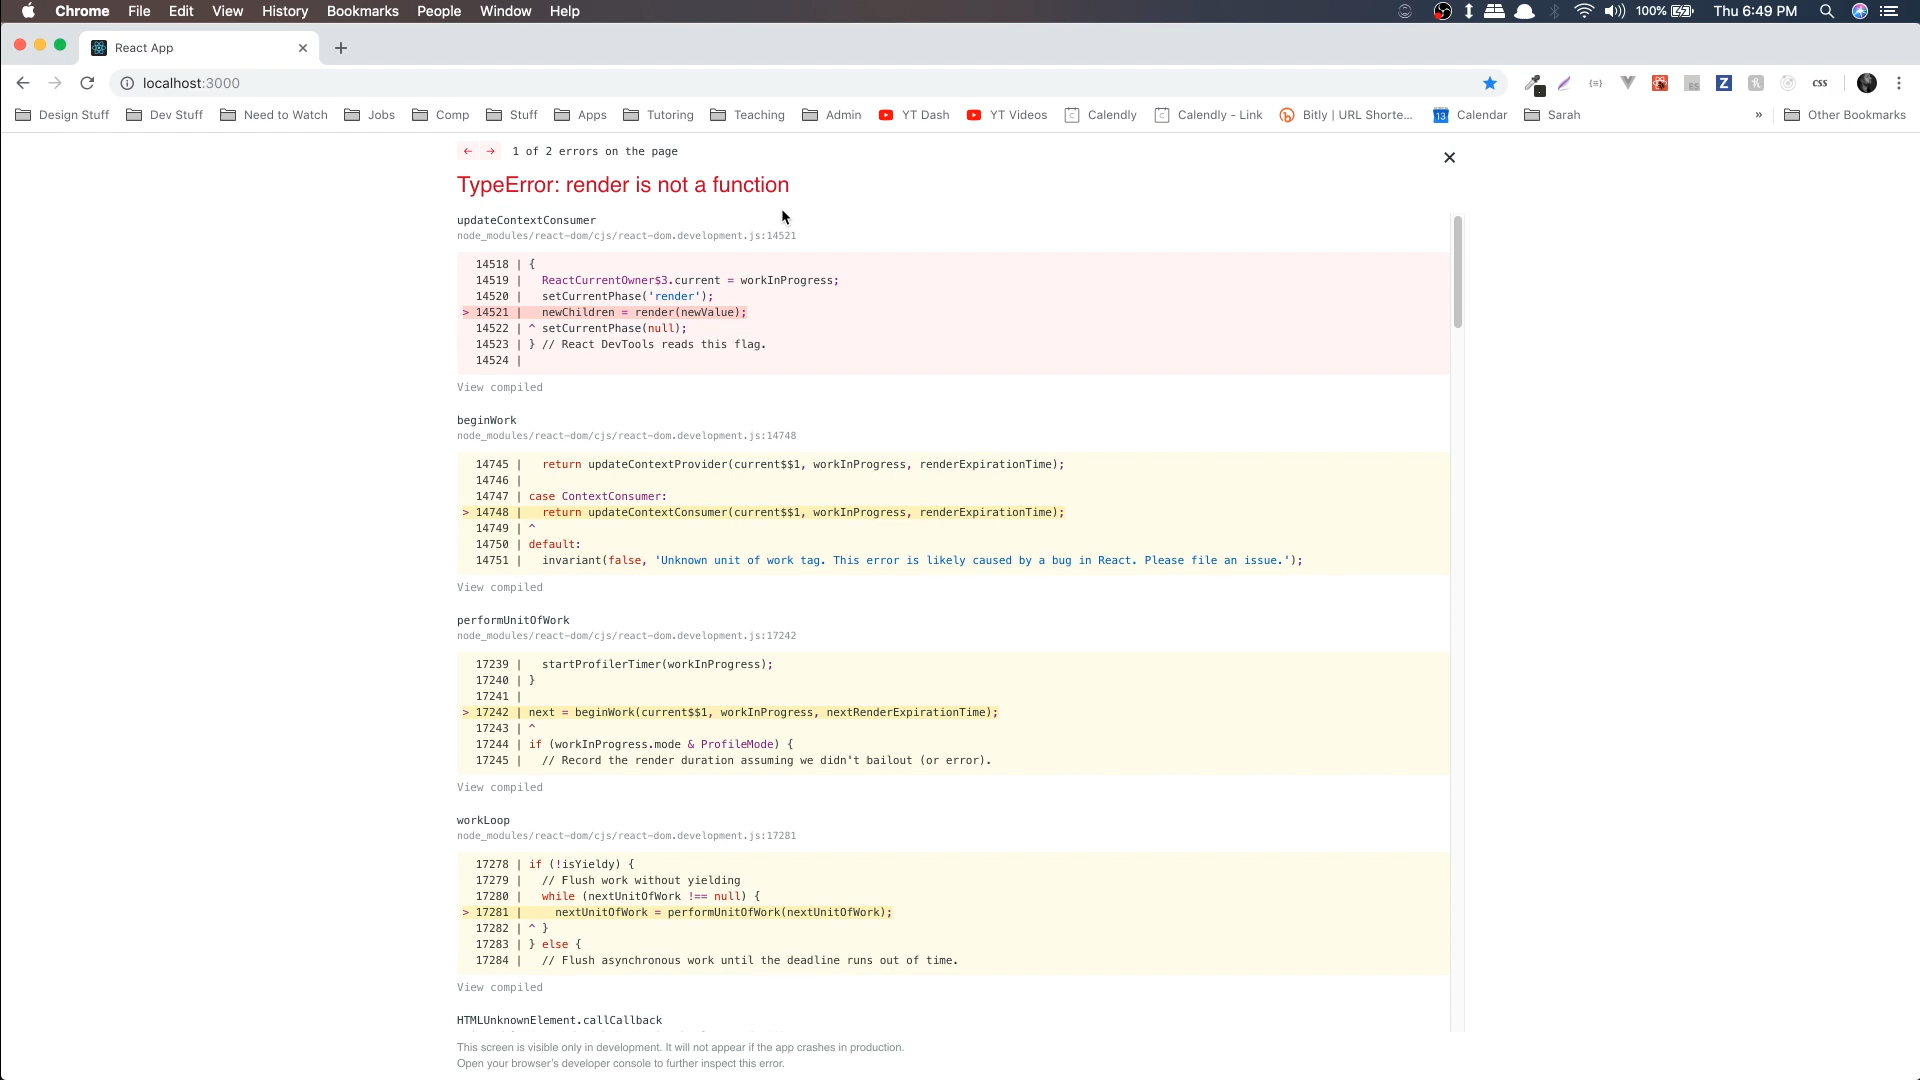 Chrome File Edit View History Bookmarks People Window Help 100% Thu 6:49 PM
React App
localhost:3000 css
Design Stuff Dev Stuff Need to Watch Jobs Comp Stuff Apps Tutoring Teaching Admin YT Dash YT Videos Calendly Calendly - Link Bitly | URL Shorte... 13 Calendar Sarah » Other Bookmarks
← → 1 of 2 errors on the page
TypeError: render is not a function
updateContextConsumer
node_modules/react-dom/cjs/react-dom.development.js:14521
14518 | {
14519 | ReactCurrentOwner$3.current = workInProgress;
14520 | setCurrentPhase('render');
> 14521 | newChildren = render(newValue);
14522 | ^ setCurrentPhase(null);
14523 | } // React DevTools reads this flag.
14524 |
View compiled
beginWork
node_modules/react-dom/cjs/react-dom.development.js:14748
14745 | return updateContextProvider(current$$1, workInProgress, renderExpirationTime);
14746 |
14747 | case ContextConsumer:
> 14748 | return updateContextConsumer(current$$1, workInProgress, renderExpirationTime);
14749 | ^
14750 | default:
14751 | invariant(false, 'Unknown unit of work tag. This error is likely caused by a bug in React. Please file an issue.');
View compiled
performUnitOfWork
node_modules/react-dom/cjs/react-dom.development.js:17242
17239 | startProfilerTimer(workInProgress);
17240 | }
17241 |
> 17242 | next = beginWork(current$$1, workInProgress, nextRenderExpirationTime);
17243 | ^
17244 | if (workInProgress.mode & ProfileMode) {
17245 | // Record the render duration assuming we didn't bailout (or error).
View compiled
workLoop
node_modules/react-dom/cjs/react-dom.development.js:17281
17278 | if (!isYieldy) {
17279 | // Flush work without yielding
17280 | while (nextUnitOfWork !== null) {
> 17281 | nextUnitOfWork = performUnitOfWork(nextUnitOfWork);
17282 | ^ }
17283 | } else {
17284 | // Flush asynchronous work until the deadline runs out of time.
View compiled
HTMLUnknownElement.callCallback
This screen is visible only in development. It will not appear if the app crashes in production.
Open your browser's developer console to further inspect this error.